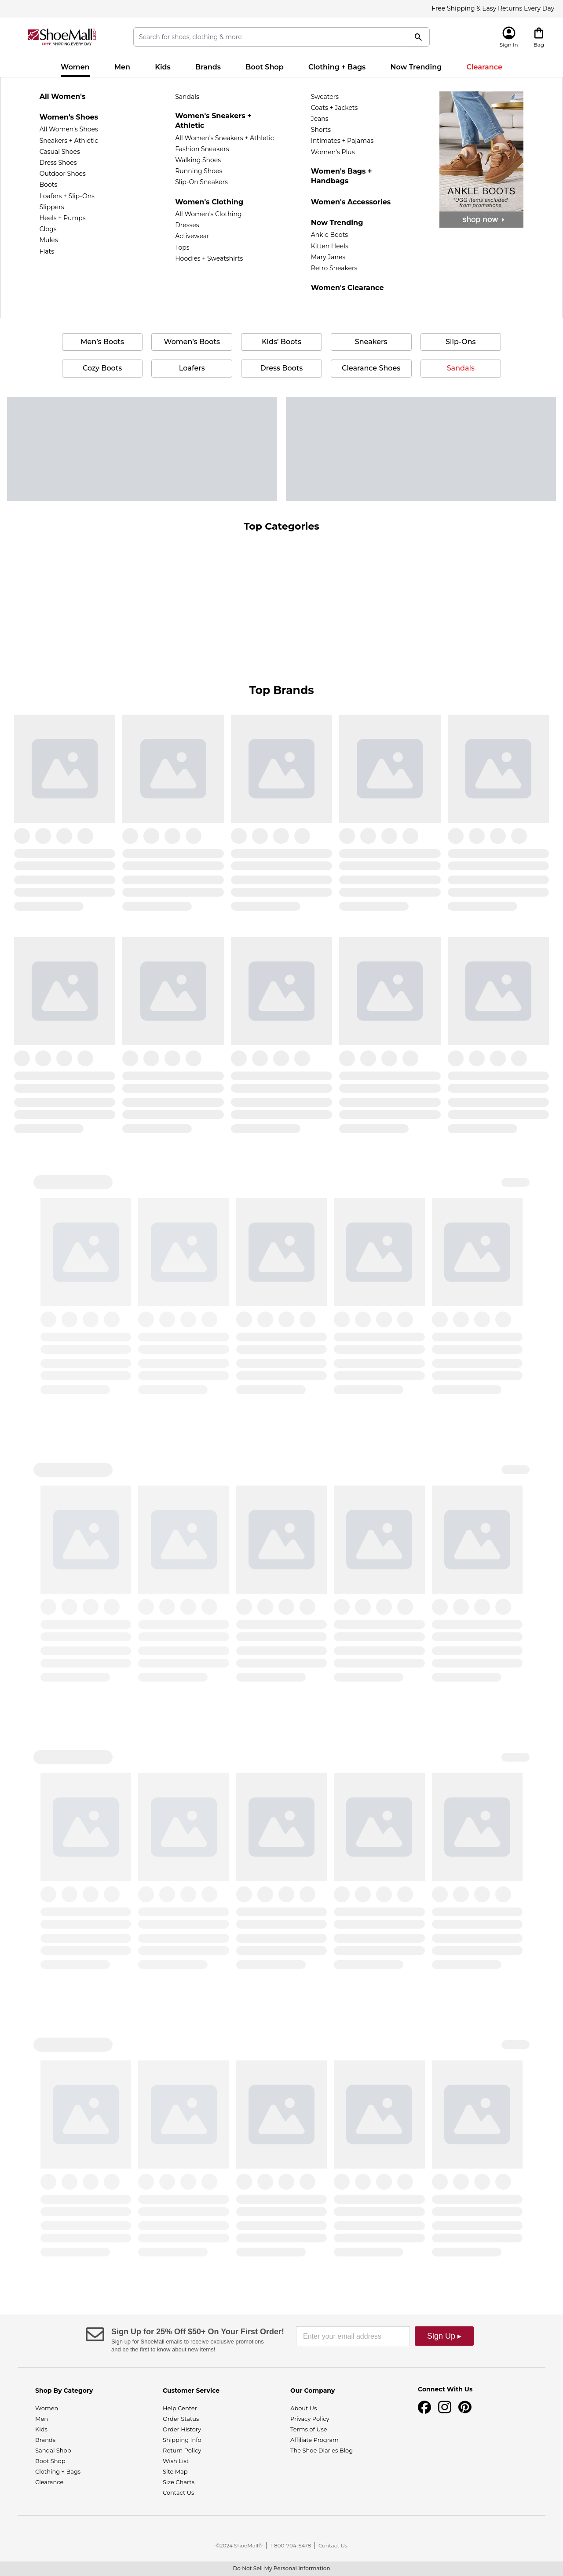 Free Shipping & Easy Returns Every Day
ShoeMall
FREE SHIPPING EVERY DAY
Search for shoes, clothing & more
Sign In
Bag
Women
Men
Kids
Brands
Boot Shop
Clothing + Bags
Now Trending
Clearance
All Women's
Women's Shoes
All Women's Shoes
Sneakers + Athletic
Casual Shoes
Dress Shoes
Outdoor Shoes
Boots
Loafers + Slip-Ons
Slippers
Heels + Pumps
Clogs
Mules
Flats
Sandals
Women's Sneakers +
Athletic
All Women's Sneakers + Athletic
Fashion Sneakers
Walking Shoes
Running Shoes
Slip-On Sneakers
Women's Clothing
All Women's Clothing
Dresses
Activewear
Tops
Hoodies + Sweatshirts
Sweaters
Coats + Jackets
Jeans
Shorts
Intimates + Pajamas
Women's Plus
Women's Bags +
Handbags
Women's Accessories
Now Trending
Ankle Boots
Kitten Heels
Mary Janes
Retro Sneakers
Women's Clearance
ANKLE BOOTS
*UGG items excluded
from promotions.
shop now ›
Men's Boots
Women's Boots
Kids' Boots
Sneakers
Slip-Ons
Cozy Boots
Loafers
Dress Boots
Clearance Shoes
Sandals
Top Categories
Top Brands
Sign Up for 25% Off $50+ On Your First Order!
Sign up for ShoeMall emails to receive exclusive promotions
and be the first to know about new items!
Enter your email address
Sign Up ▸
Shop By Category
Women
Men
Kids
Brands
Sandal Shop
Boot Shop
Clothing + Bags
Clearance
Customer Service
Help Center
Order Status
Order History
Shipping Info
Return Policy
Wish List
Site Map
Size Charts
Contact Us
Our Company
About Us
Privacy Policy
Terms of Use
Affiliate Program
The Shoe Diaries Blog
Connect With Us
©2024 ShoeMall® | 1-800-704-5478 | Contact Us
Do Not Sell My Personal Information